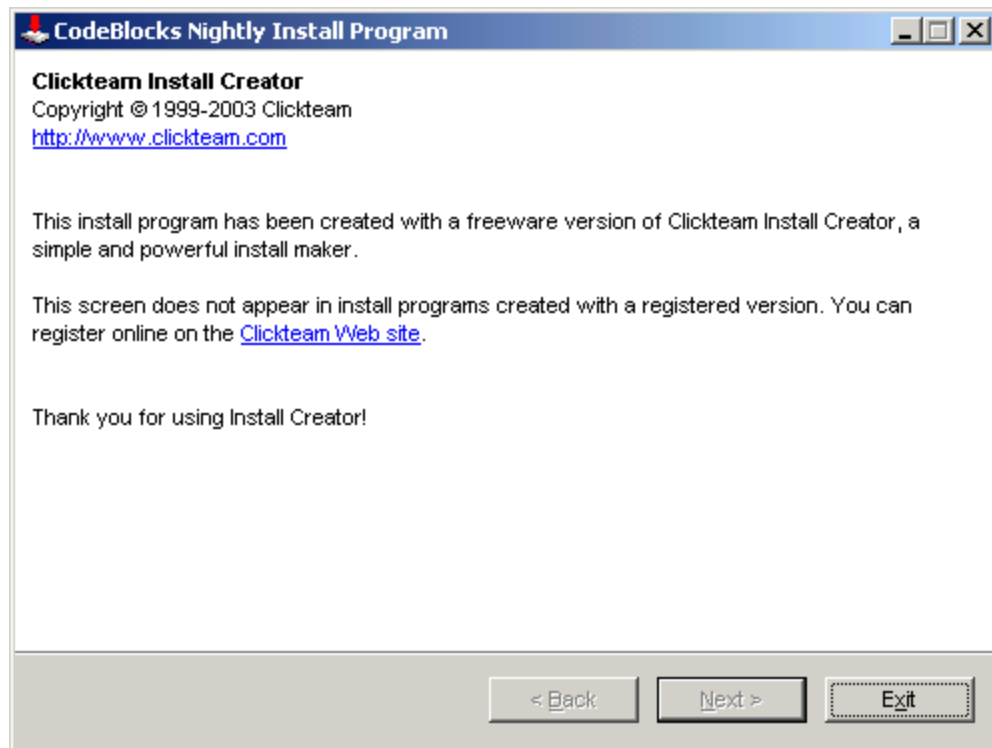 CodeBlocks Nightly Install Program
Clickteam Install Creator
Copyright © 1999-2003 Clickteam
http://www.clickteam.com
This install program has been created with a freeware version of Clickteam Install Creator, a
simple and powerful install maker.
This screen does not appear in install programs created with a registered version. You can
register online on the Clickteam Web site.
Thank you for using Install Creator!
< Back Next > Exit